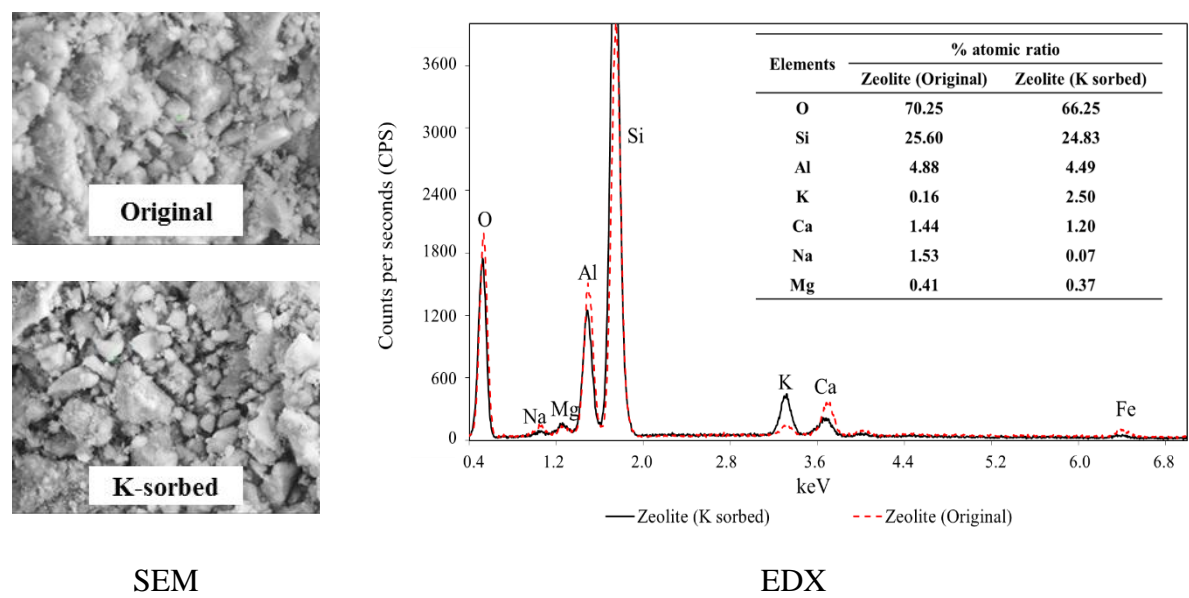 Original
K-sorbed
SEM
Counts per seconds (CPS)
3600
3000
2400
1800
1200
600
0
O
Na
Mg
Al
Si
K
Ca
Fe
0.4 1.2 2.0 2.8 3.6 4.4 5.2 6.0 6.8
keV
Zeolite (K sorbed) Zeolite (Original)
Elements % atomic ratio
Zeolite (Original) Zeolite (K sorbed)
O 70.25 66.25
Si 25.60 24.83
Al 4.88 4.49
K 0.16 2.50
Ca 1.44 1.20
Na 1.53 0.07
Mg 0.41 0.37
EDX